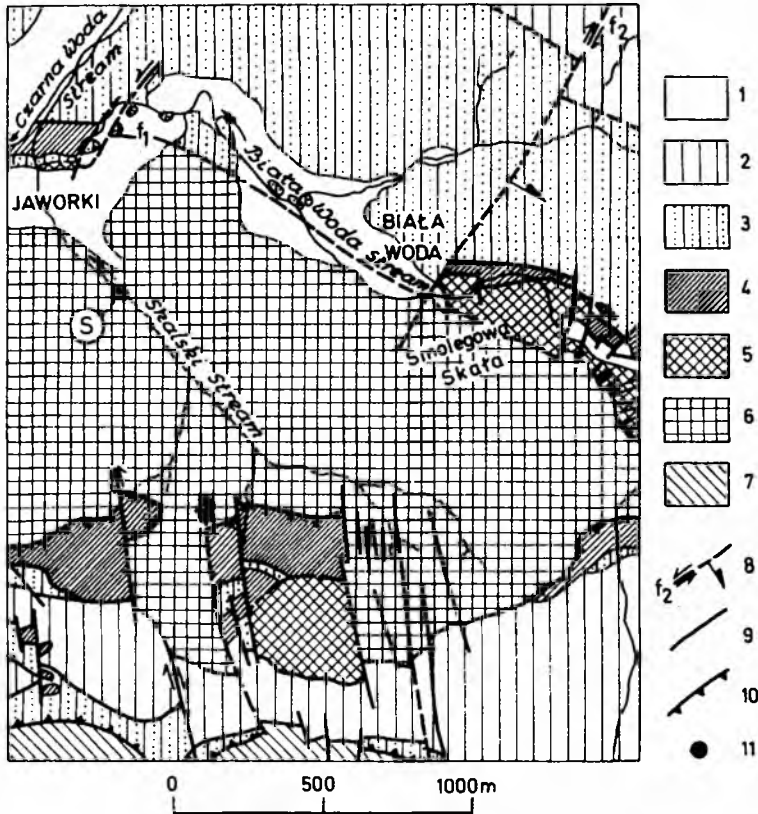 Czarna Woda
Stream
f₂
f₁
JAWORKI
Biała Woda stream
BIAŁA
WODA
S
Skalski Stream
Smolegowa
Skała
1
2
3
4
5
6
7
f₂
8
9
10
11
0 500 1000m